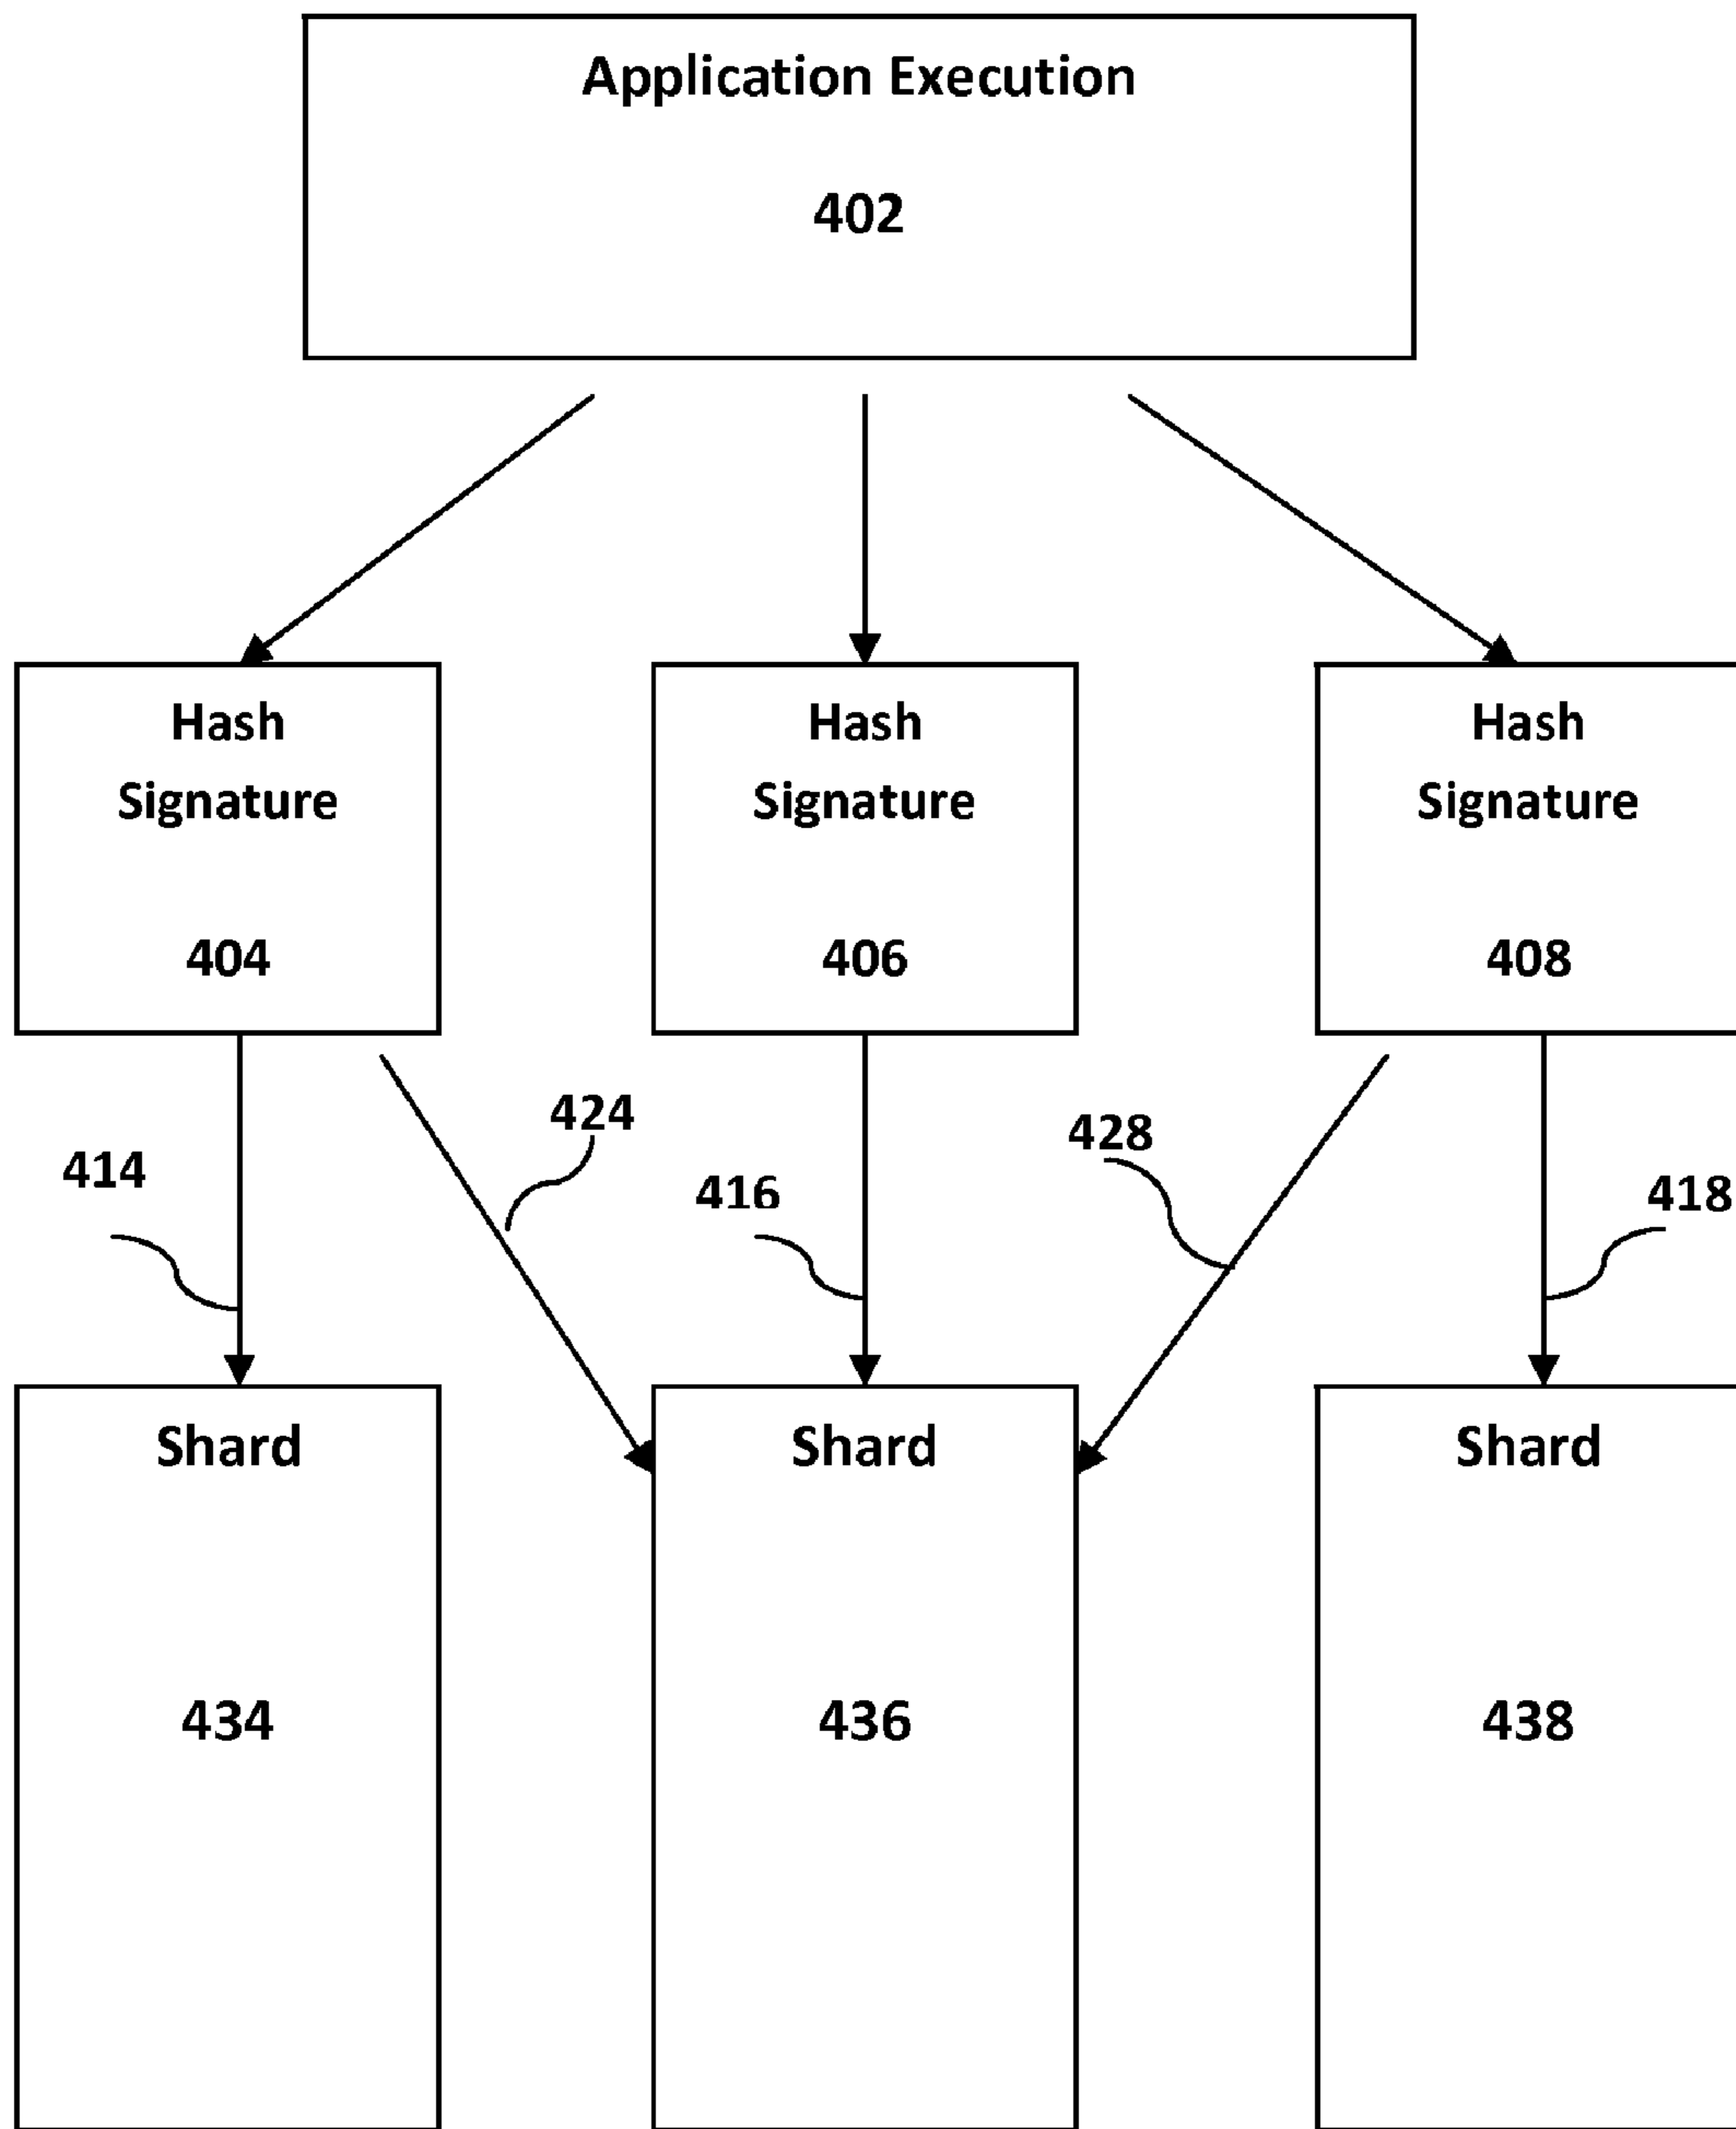 Application Execution
402
Hash
Signature
404
Hash
Signature
406
Hash
Signature
408
424
428
414
416
418
Shard
434
Shard
436
Shard
438